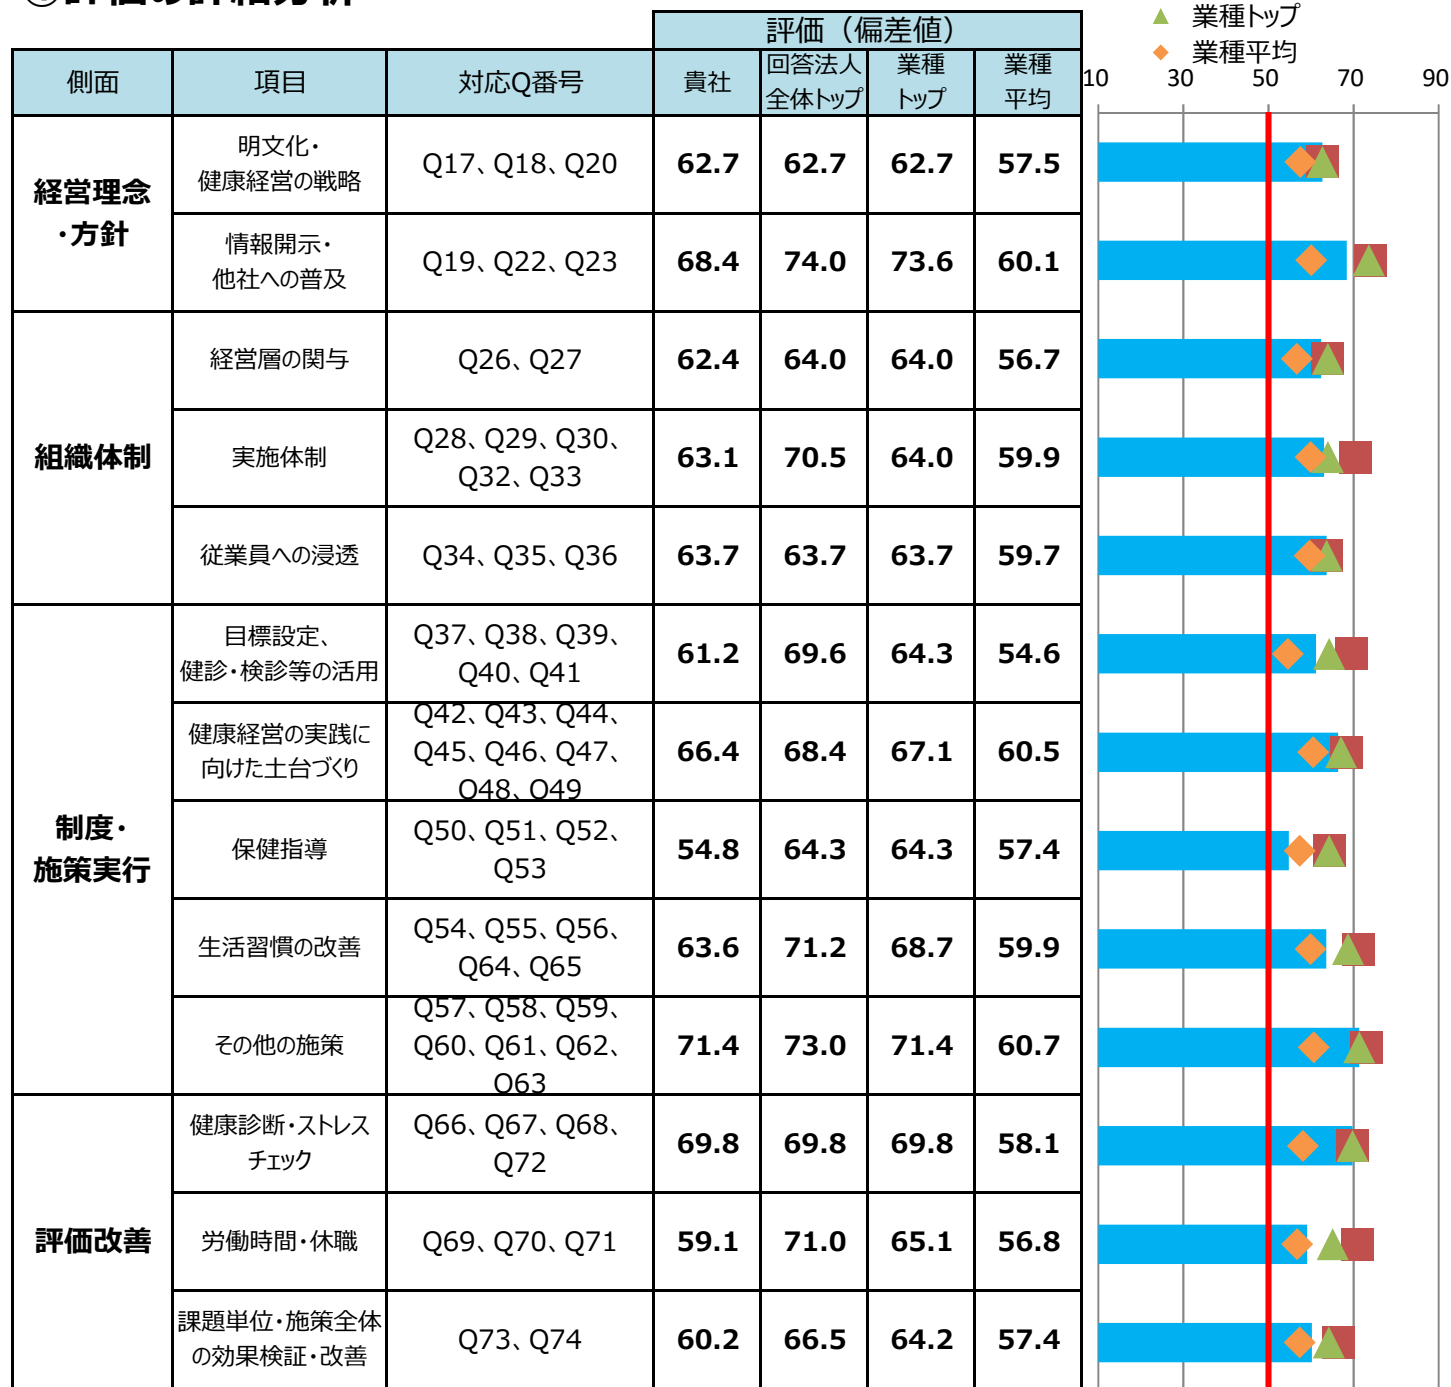 評価の詳細分析
▲ 業種トップ
◆ 業種平均
評価（偏差値）
側面 項目 対応Q番号 貴社 回答法人全体トップ 業種トップ 業種平均
10 30 50 70 90
経営理念
・方針
明文化・
健康経営の戦略
Q17、Q18、Q20
62.7 62.7 62.7 57.5
情報開示・
他社への普及
Q19、Q22、Q23
68.4 74.0 73.6 60.1
組織体制
経営層の関与
Q26、Q27
62.4 64.0 64.0 56.7
実施体制
Q28、Q29、Q30、
Q32、Q33
63.1 70.5 64.0 59.9
従業員への浸透
Q34、Q35、Q36
63.7 63.7 63.7 59.7
制度・
施策実行
目標設定、
健診・検診等の活用
Q37、Q38、Q39、
Q40、Q41
61.2 69.6 64.3 54.6
健康経営の実践に
向けた土台づくり
Q42、Q43、Q44、
Q45、Q46、Q47、
Q48、Q49
66.4 68.4 67.1 60.5
保健指導
Q50、Q51、Q52、
Q53
54.8 64.3 64.3 57.4
生活習慣の改善
Q54、Q55、Q56、
Q64、Q65
63.6 71.2 68.7 59.9
その他の施策
Q57、Q58、Q59、
Q60、Q61、Q62、
Q63
71.4 73.0 71.4 60.7
評価改善
健康診断・ストレス
チェック
Q66、Q67、Q68、
Q72
69.8 69.8 69.8 58.1
労働時間・休職
Q69、Q70、Q71
59.1 71.0 65.1 56.8
課題単位・施策全体
の効果検証・改善
Q73、Q74
60.2 66.5 64.2 57.4